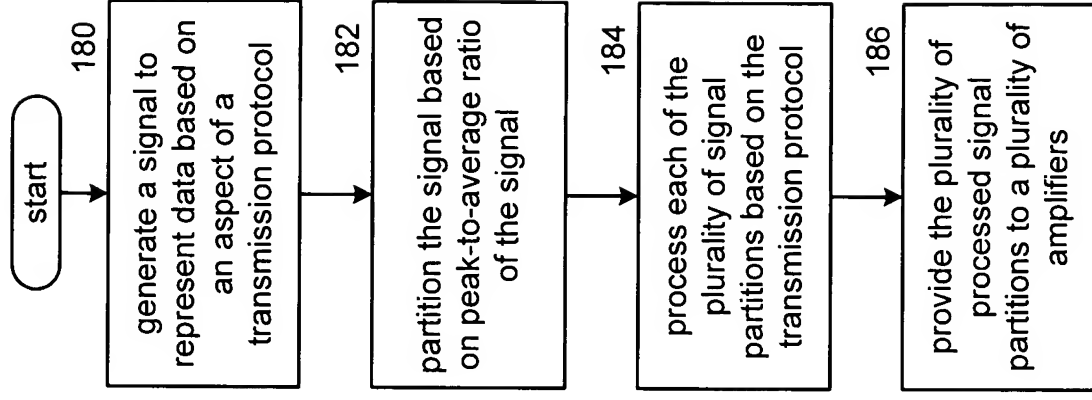 start
180
generate a signal to
represent data based on
an aspect of a
transmission protocol
182
partition the signal based
on peak-to-average ratio
of the signal
184
process each of the
plurality of signal
partitions based on the
transmission protocol
186
provide the plurality of
processed signal
partitions to a plurality of
amplifiers